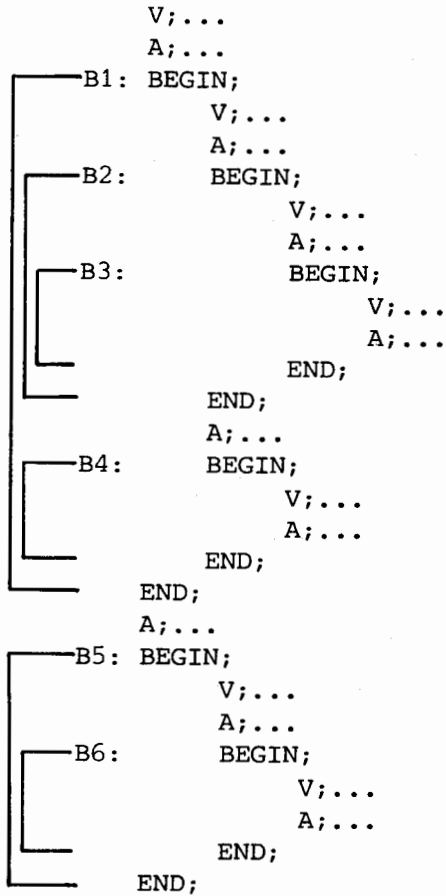 V;...
A;...
B1: BEGIN;
V;...
A;...
B2: BEGIN;
V;...
A;...
B3: BEGIN;
V;...
A;...
END;
END;
A;...
B4: BEGIN;
V;...
A;...
END;
END;
A;...
B5: BEGIN;
V;...
A;...
B6: BEGIN;
V;...
A;...
END;
END;